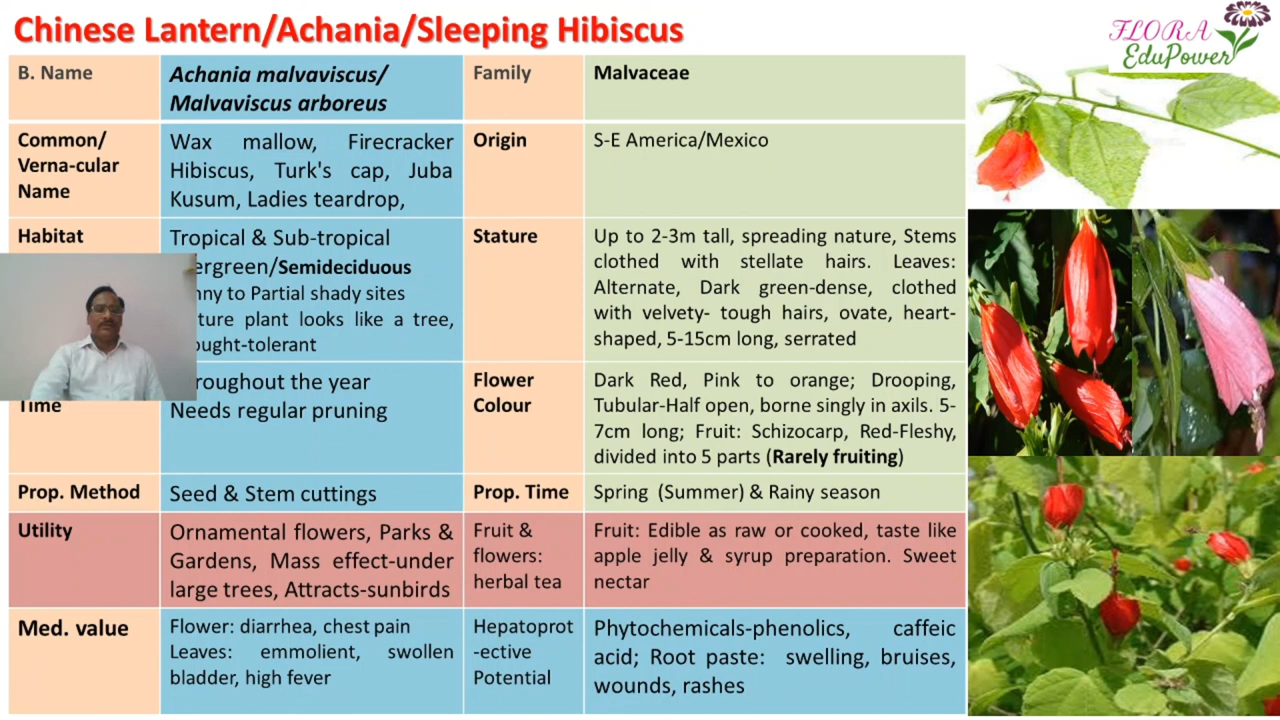 Chinese Lantern/Achania/Sleeping Hibiscus
FLORA
EduPower
B. Name
Achania malvaviscus/
Malvaviscus arboreus
Family
Malvaceae
Common/
Verna-cular
Name
Wax mallow, Firecracker
Hibiscus, Turk's cap, Juba
Kusum, Ladies teardrop,
Origin
S-E America/Mexico
Habitat
Tropical & Sub-tropical
ergreen/Semideciduous
nny to Partial shady sites
ture plant looks like a tree,
ought-tolerant
Stature
Up to 2-3m tall, spreading nature, Stems
clothed with stellate hairs. Leaves:
Alternate, Dark green-dense, clothed
with velvety- tough hairs, ovate, heart-
shaped, 5-15cm long, serrated
Time
roughout the year
Needs regular pruning
Flower
Colour
Dark Red, Pink to orange; Drooping,
Tubular-Half open, borne singly in axils. 5-
7cm long; Fruit: Schizocarp, Red-Fleshy,
divided into 5 parts (Rarely fruiting)
Prop. Method
Seed & Stem cuttings
Prop. Time
Spring (Summer) & Rainy season
Utility
Ornamental flowers, Parks &
Gardens, Mass effect-under
large trees, Attracts-sunbirds
Fruit &
flowers:
herbal tea
Fruit: Edible as raw or cooked, taste like
apple jelly & syrup preparation. Sweet
nectar
Med. value
Flower: diarrhea, chest pain
Leaves: emmolient, swollen
bladder, high fever
Hepatoprot
-ective
Potential
Phytochemicals-phenolics, caffeic
acid; Root paste: swelling, bruises,
wounds, rashes